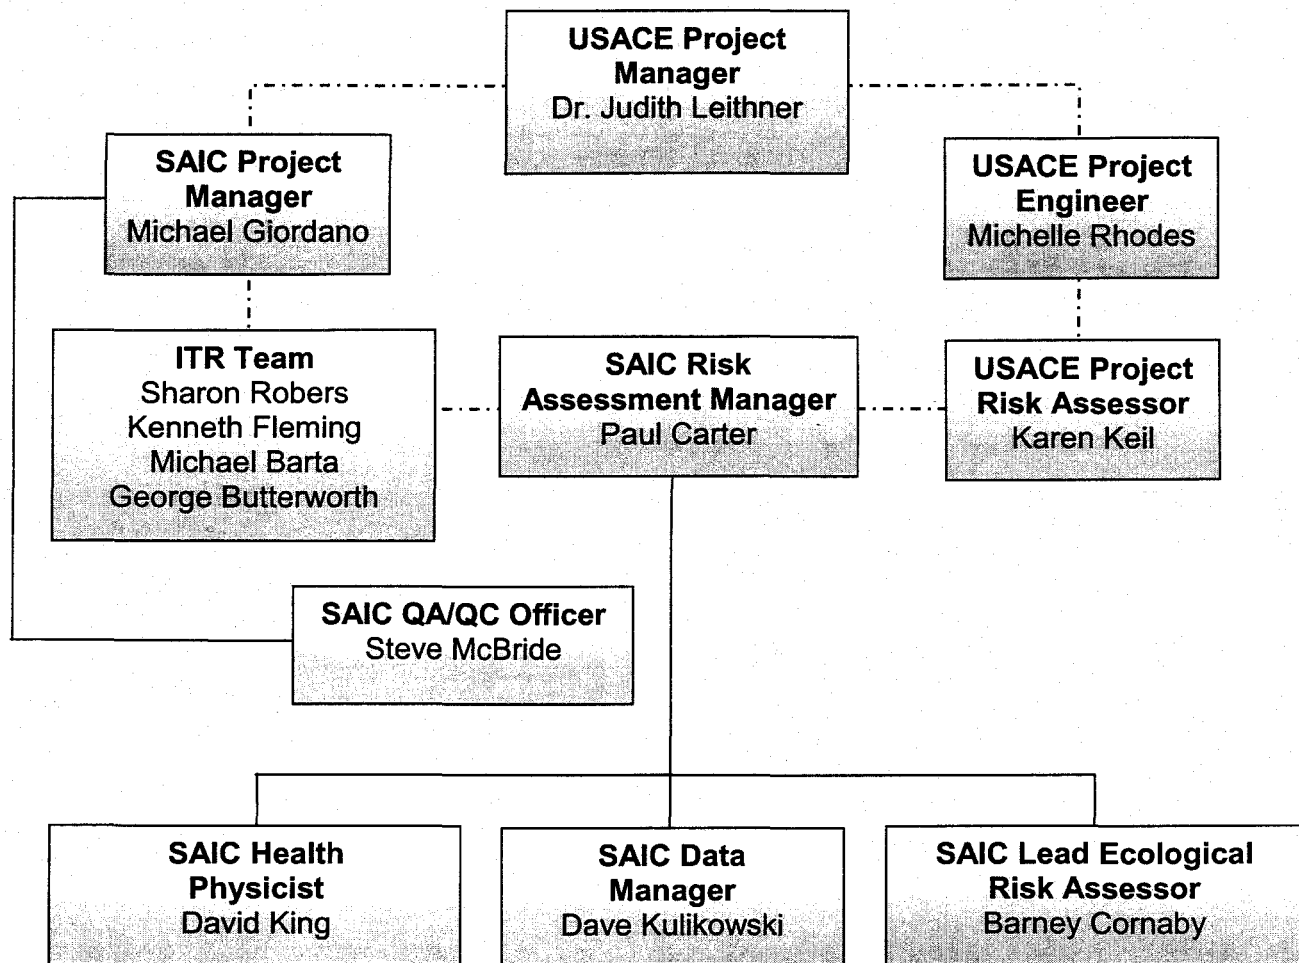 USACE Project
Manager
Dr. Judith Leithner
SAIC Project
Manager
Michael Giordano
USACE Project
Engineer
Michelle Rhodes
ITR Team
Sharon Robers
Kenneth Fleming
Michael Barta
George Butterworth
SAIC Risk
Assessment Manager
Paul Carter
USACE Project
Risk Assessor
Karen Keil
SAIC QA/QC Officer
Steve McBride
SAIC Health
Physicist
David King
SAIC Data
Manager
Dave Kulikowski
SAIC Lead Ecological
Risk Assessor
Barney Cornaby